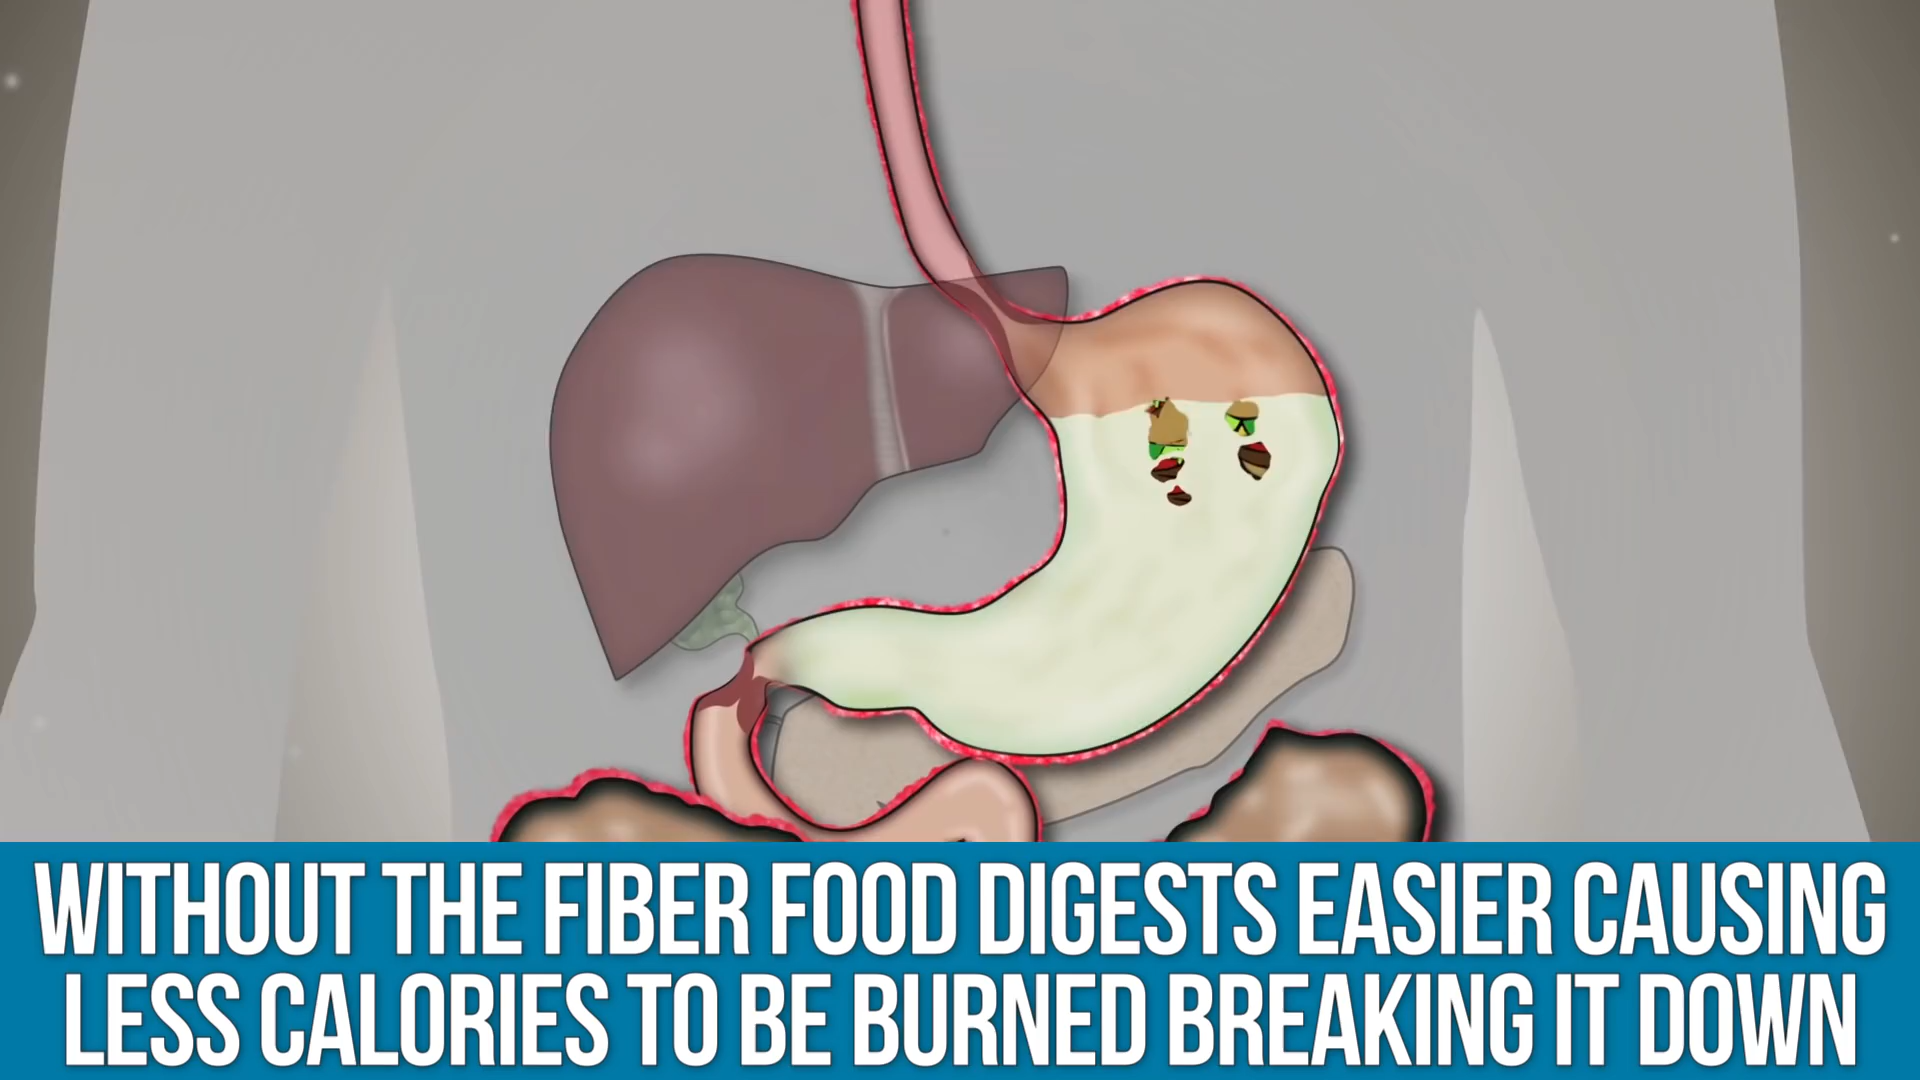 WITHOUT THE FIBER FOOD DIGESTS EASIER CAUSING
LESS CALORIES TO BE BURNED BREAKING IT DOWN